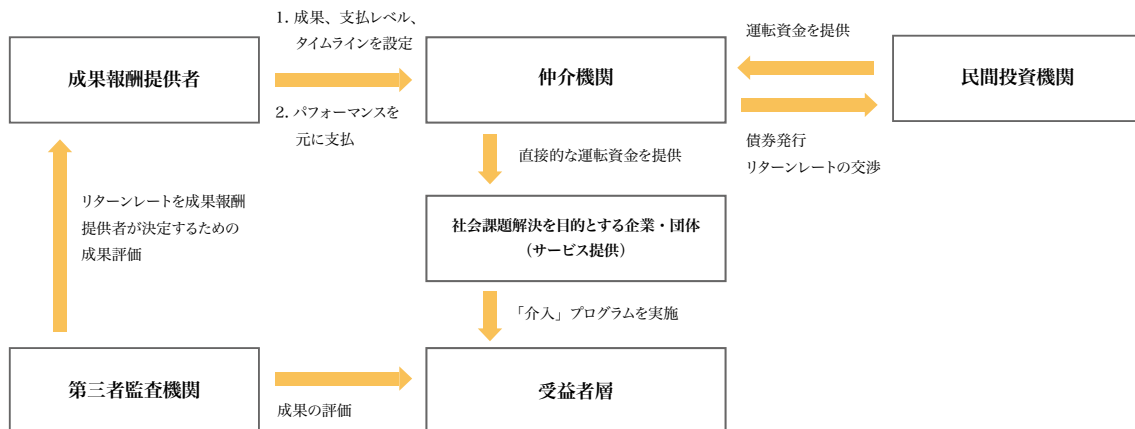 1. 成果、支払レベル、
タイムラインを設定
運転資金を提供
成果報酬提供者
仲介機関
民間投資機関
2. パフォーマンスを
元に支払
債券発行
リターンレートの交渉
直接的な運転資金を提供
リターンレートを成果報酬
提供者が決定するための
成果評価
社会課題解決を目的とする企業・団体
(サービス提供)
「介入」プログラムを実施
第三者監査機関
受益者層
成果の評価